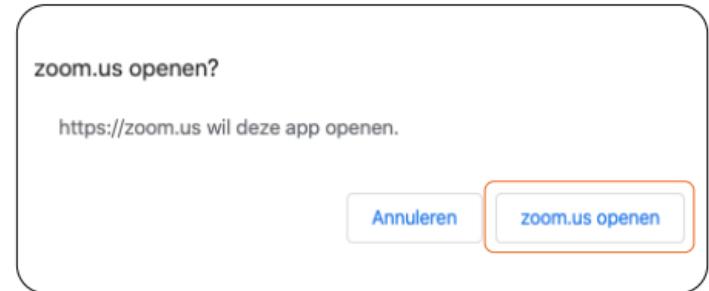 zoom.us openen?
https://zoom.us wil deze app openen.
Annuleren zoom.us openen